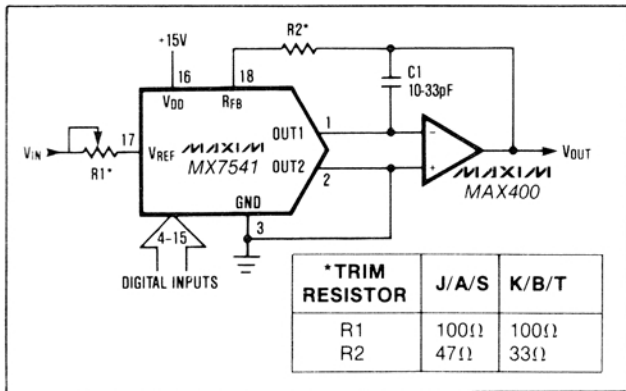 R2*
+15V
C1
10-33pF
16
18
VDD
RFB
1
OUT1
17
VIN
VREF
MAXIM
MX7541
R1*
OUT2
2
−
+
VOUT
MAXIM
MAX400
GND
3
4-15
DIGITAL INPUTS
*TRIM RESISTOR J/A/S K/B/T
R1 100Ω 100Ω
R2 47Ω 33Ω